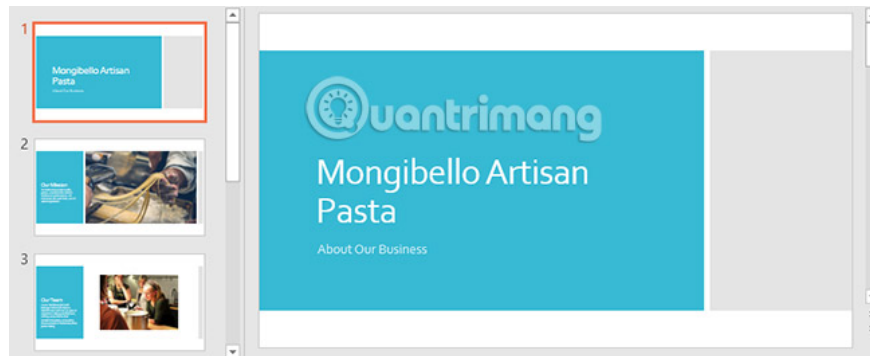 1
Mongibello Artisan
Pasta
About Our Business
2
Our Mission
3
Our Team
Quantrimang
Mongibello Artisan
Pasta
About Our Business